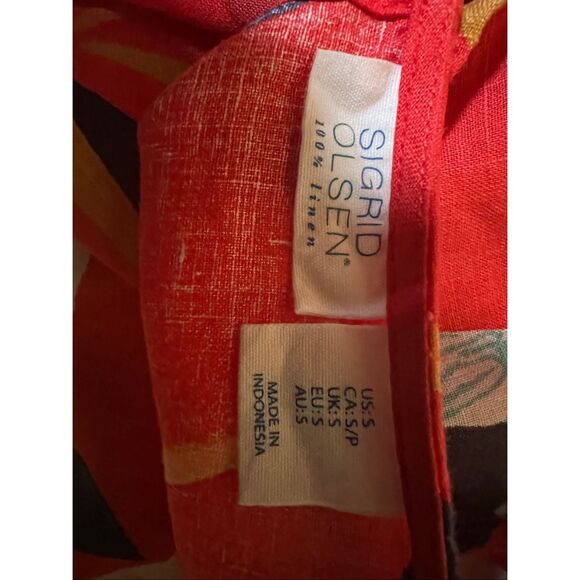 SIGRID
OLSEN®
100% linen
US: S
CA: S/P
UK: S
EU: S
AU: S
MADE IN
INDONESIA